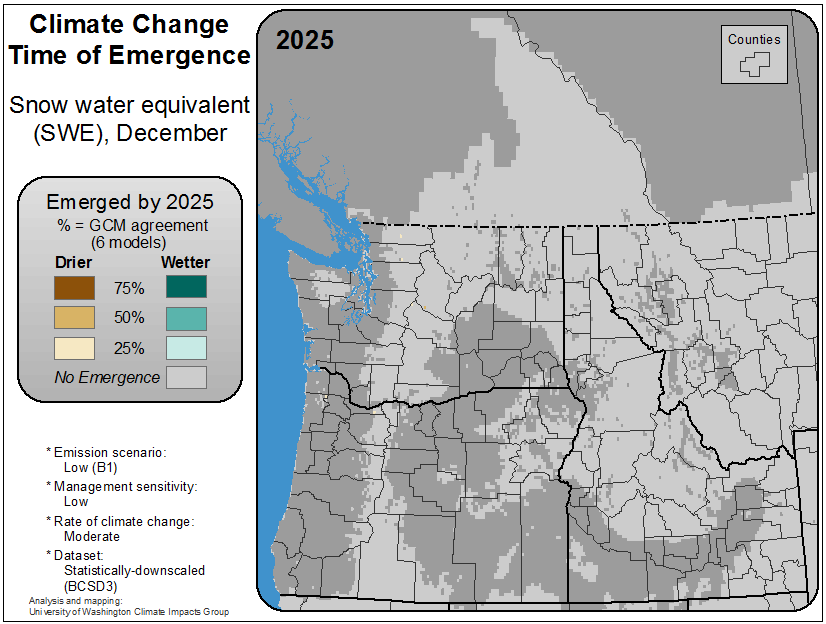 Climate Change
Time of Emergence
Snow water equivalent
(SWE), December
Emerged by 2025
% = GCM agreement
(6 models)
Drier Wetter
75%
50%
25%
No Emergence
* Emission scenario:
Low (B1)
* Management sensitivity:
Low
* Rate of climate change:
Moderate
* Dataset:
Statistically-downscaled
(BCSD3)
Analysis and mapping:
University of Washington Climate Impacts Group
2025
Counties